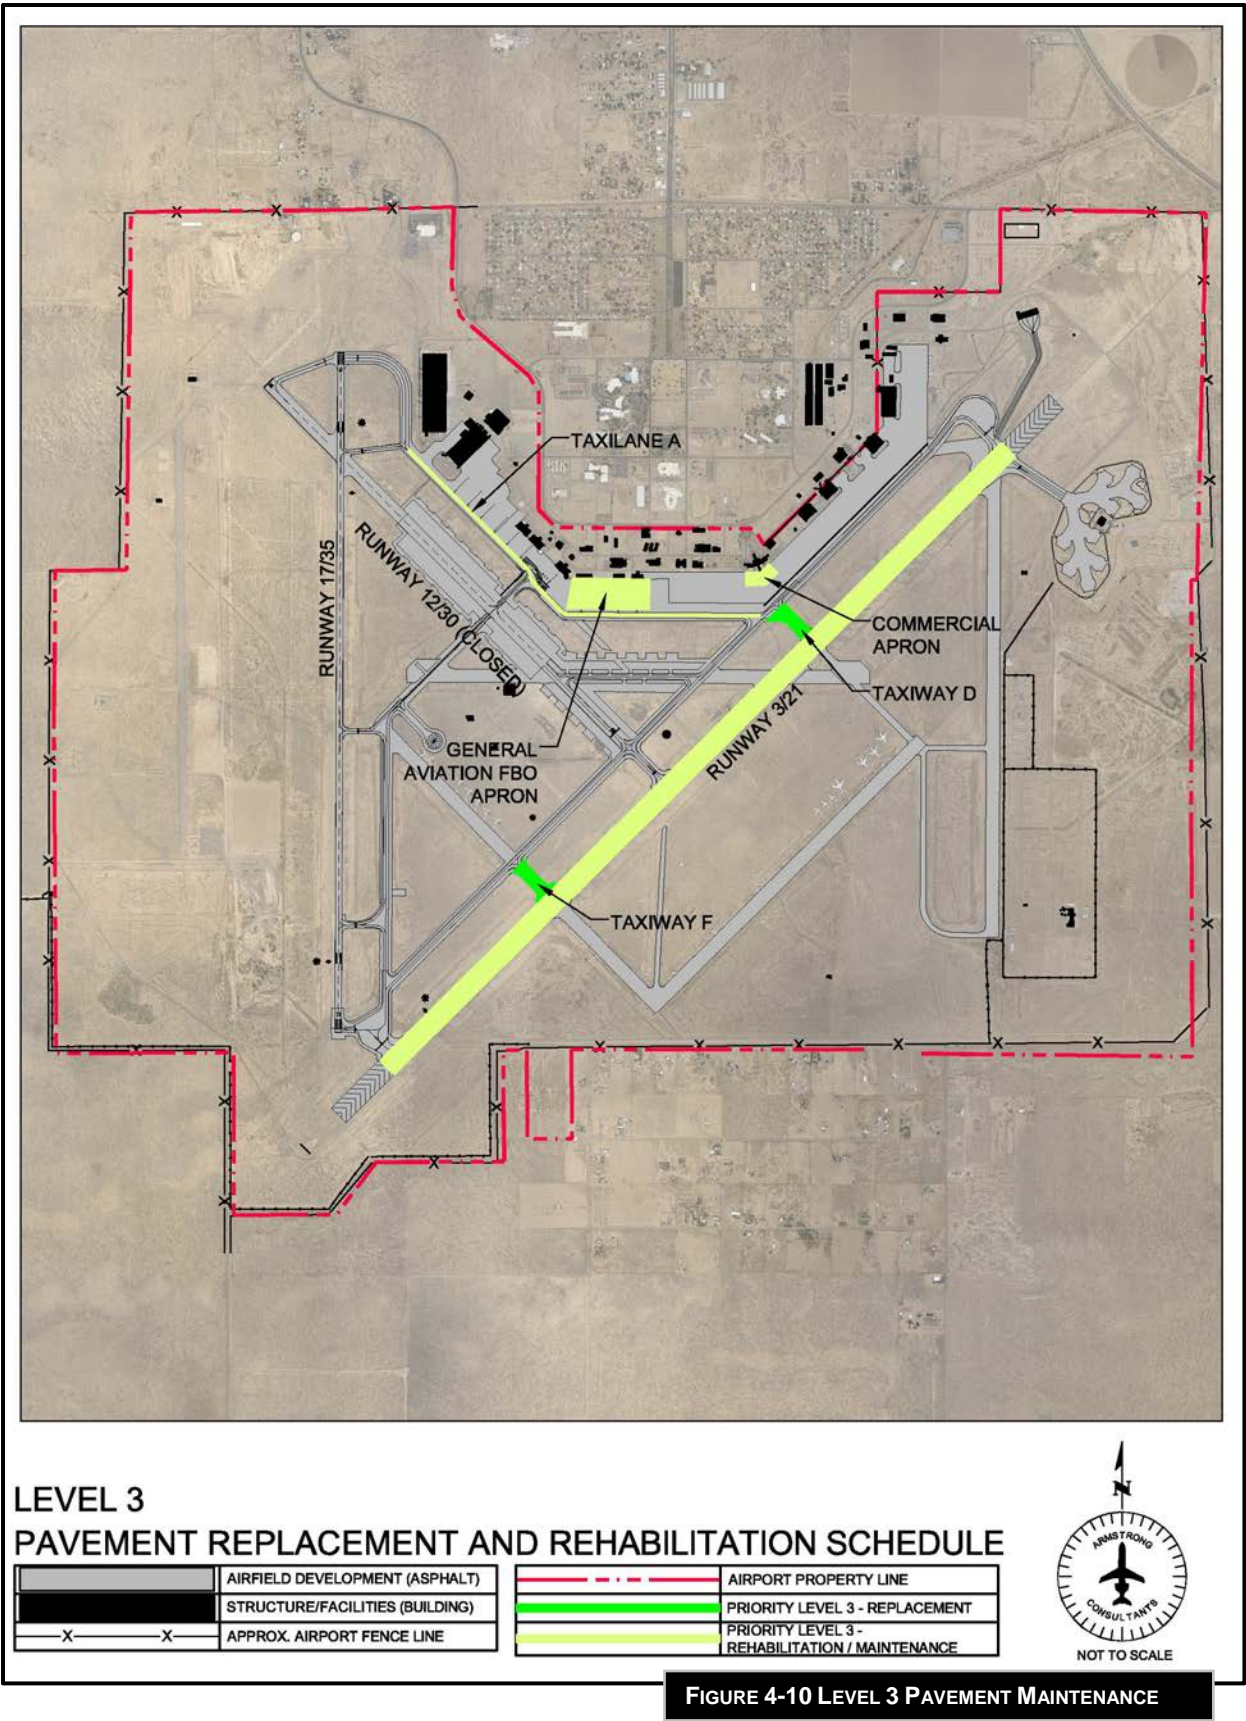 TAXILANE A
RUNWAY 17/35
RUNWAY 12/30 (CLOSED)
COMMERCIAL
APRON
TAXIWAY D
RUNWAY 3/21
GENERAL
AVIATION FBO
APRON
TAXIWAY F
LEVEL 3
PAVEMENT REPLACEMENT AND REHABILITATION SCHEDULE
AIRFIELD DEVELOPMENT (ASPHALT)
STRUCTURE/FACILITIES (BUILDING)
X X APPROX. AIRPORT FENCE LINE
AIRPORT PROPERTY LINE
PRIORITY LEVEL 3 - REPLACEMENT
PRIORITY LEVEL 3 -
REHABILITATION / MAINTENANCE
N
ARMSTRONG
CONSULTANTS
NOT TO SCALE
FIGURE 4-10 LEVEL 3 PAVEMENT MAINTENANCE